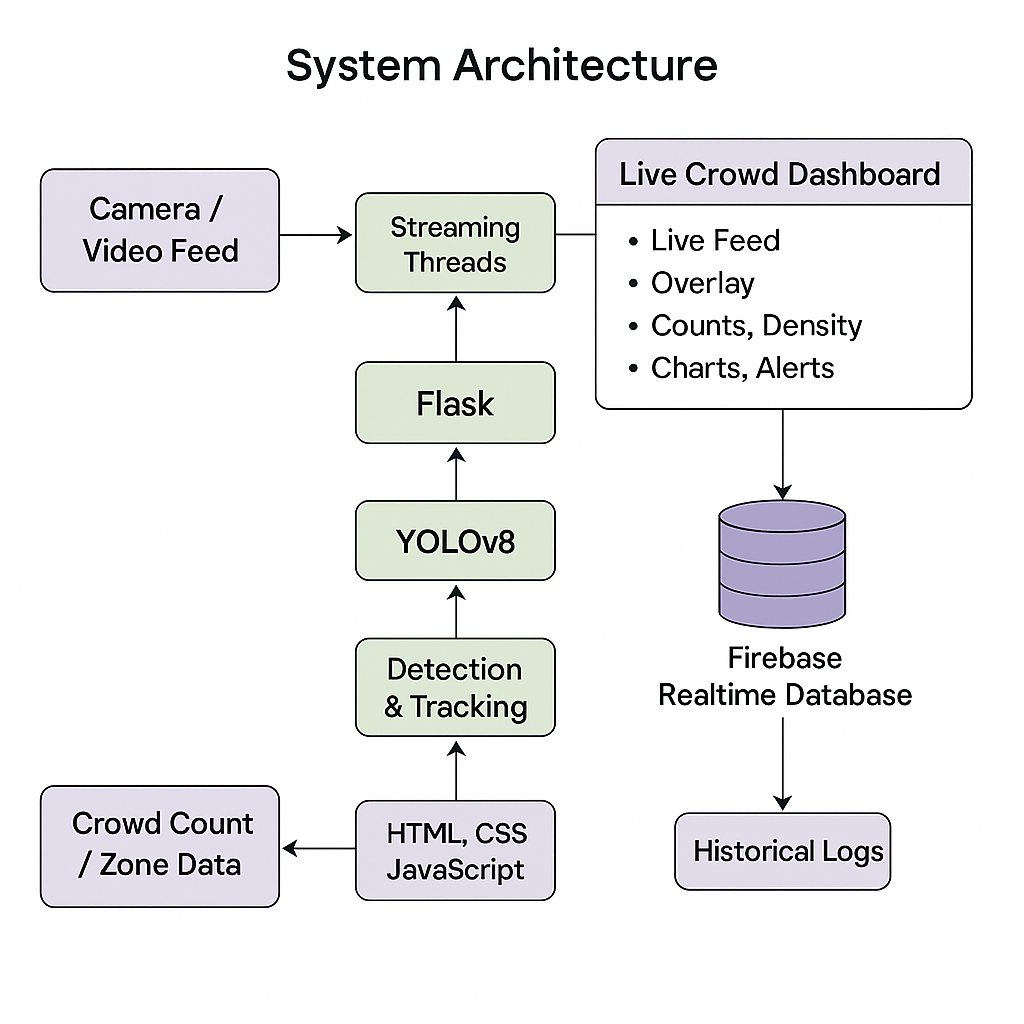 System Architecture
Camera /
Video Feed
Streaming
Threads
Live Crowd Dashboard
• Live Feed
• Overlay
• Counts, Density
• Charts, Alerts
Flask
YOLOv8
Detection
& Tracking
Firebase
Realtime Database
Crowd Count
/ Zone Data
HTML, CSS
JavaScript
Historical Logs